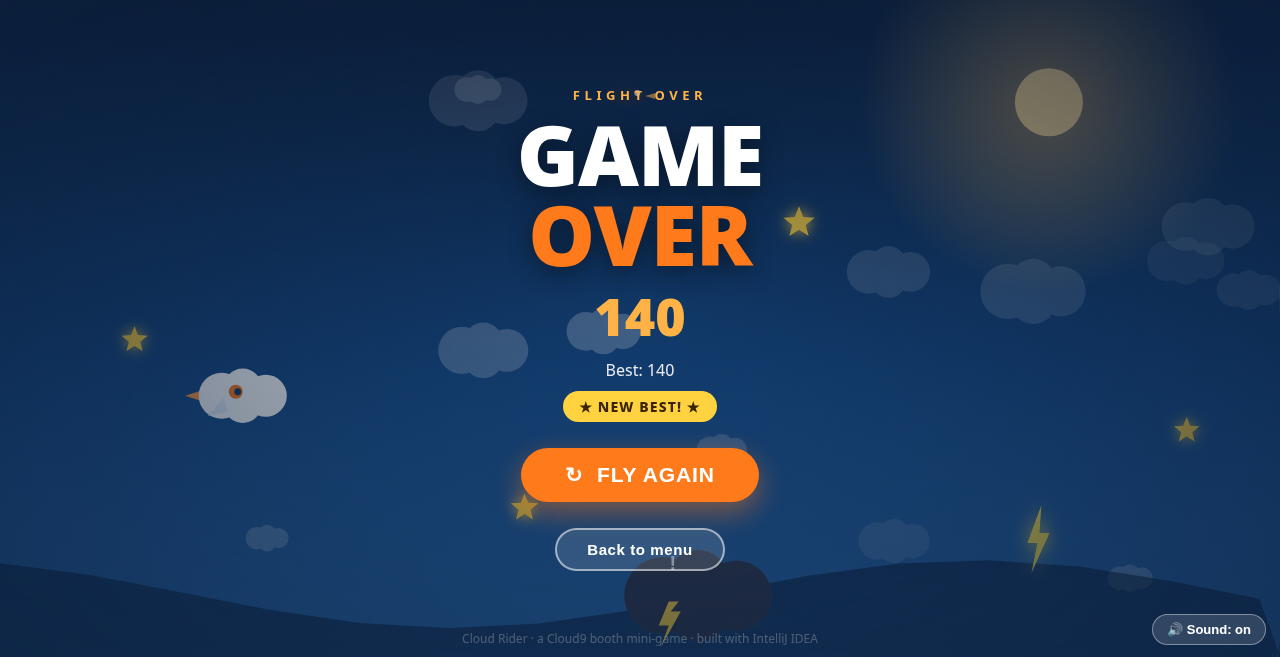 FLIGHT OVER
GAME
OVER
140
Best: 140
★ NEW BEST! ★
↻ FLY AGAIN
Back to menu
!
Cloud Rider · a Cloud9 booth mini-game · built with IntelliJ IDEA
🔊 Sound: on